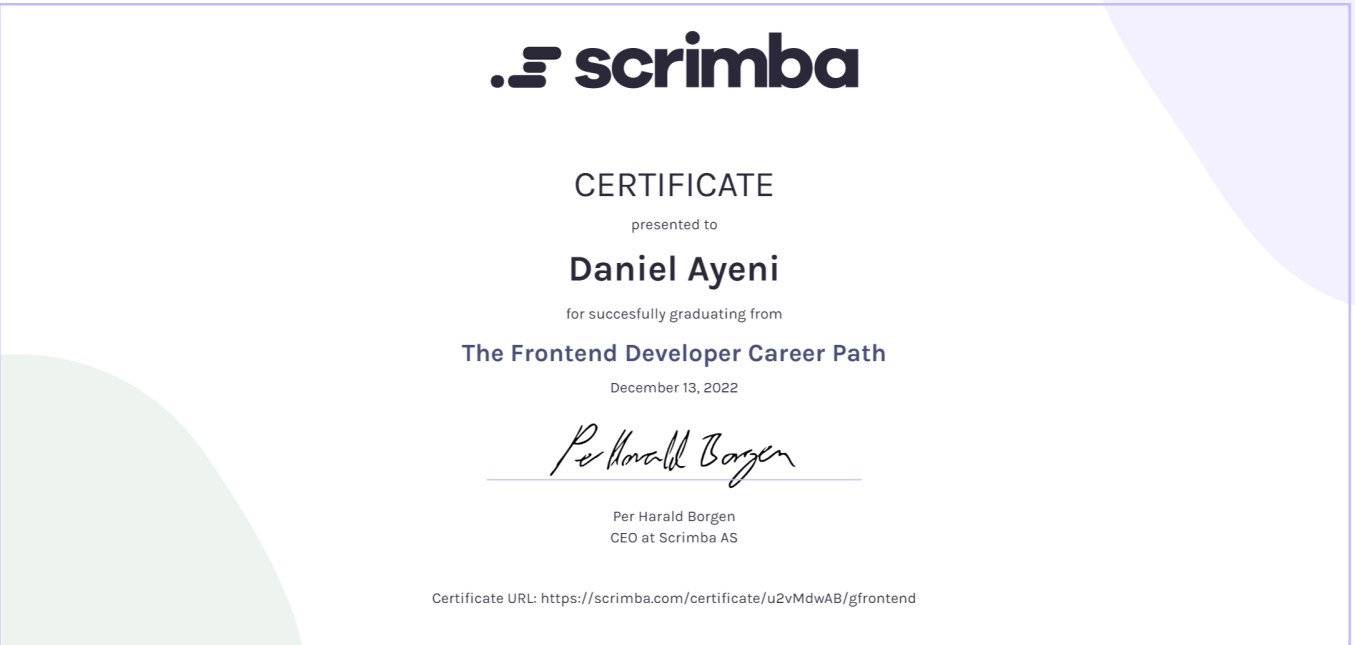 scrimba
CERTIFICATE
presented to
Daniel Ayeni
for succesfully graduating from
The Frontend Developer Career Path
December 13, 2022
Per Harald Borgen
Per Harald Borgen
CEO at Scrimba AS
Certificate URL: https://scrimba.com/certificate/u2vMdwAB/gfrontend